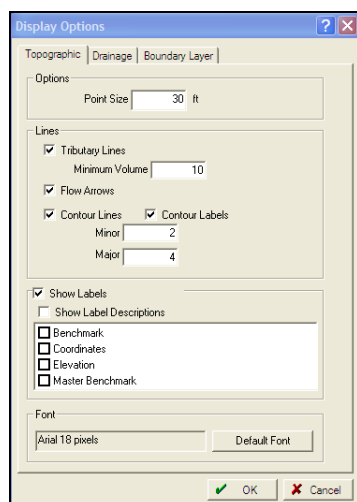 Display Options
Topographic Drainage Boundary Layer
Options
Point Size 30 ft
Lines
Tributary Lines
Minimum Volume 10
Flow Arrows
Contour Lines Contour Labels
Minor 2
Major 4
Show Labels
Show Label Descriptions
Benchmark
Coordinates
Elevation
Master Benchmark
Font
Arial 18 pixels Default Font
OK Cancel